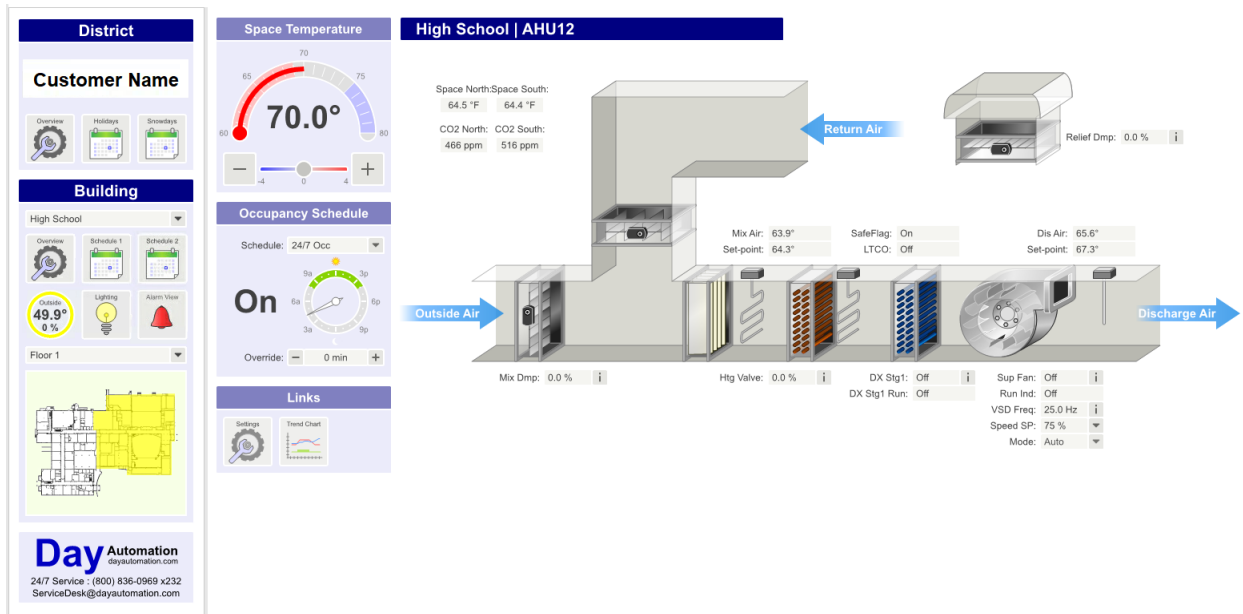 District
Customer Name
Overview
Holidays
Snowdays
Building
High School
Overview
Schedule 1
Schedule 2
Outside
49.9°
0 %
Lighting
Alarm View
Floor 1
Day Automation
dayautomation.com
24/7 Service : (800) 836-0969 x232
ServiceDesk@dayautomation.com
Space Temperature
70
65
75
60
80
70.0°
−
+
-4
0
4
Occupancy Schedule
Schedule: 24/7 Occ
9a
3p
On
6a
6p
3a
9p
Override: − 0 min +
Links
Settings
Trend Chart
High School | AHU12
Space North: Space South:
64.5 °F 64.4 °F
CO2 North: CO2 South:
466 ppm 516 ppm
Return Air
Relief Dmp: 0.0 % i
Mix Air: 63.9°
Set-point: 64.3°
SafeFlag: On
LTCO: Off
Dis Air: 65.6°
Set-point: 67.3°
Outside Air
Discharge Air
Mix Dmp: 0.0 % i
Htg Valve: 0.0 % i
DX Stg1: Off i
DX Stg1 Run: Off
Sup Fan: Off i
Run Ind: Off
VSD Freq: 25.0 Hz i
Speed SP: 75 %
Mode: Auto